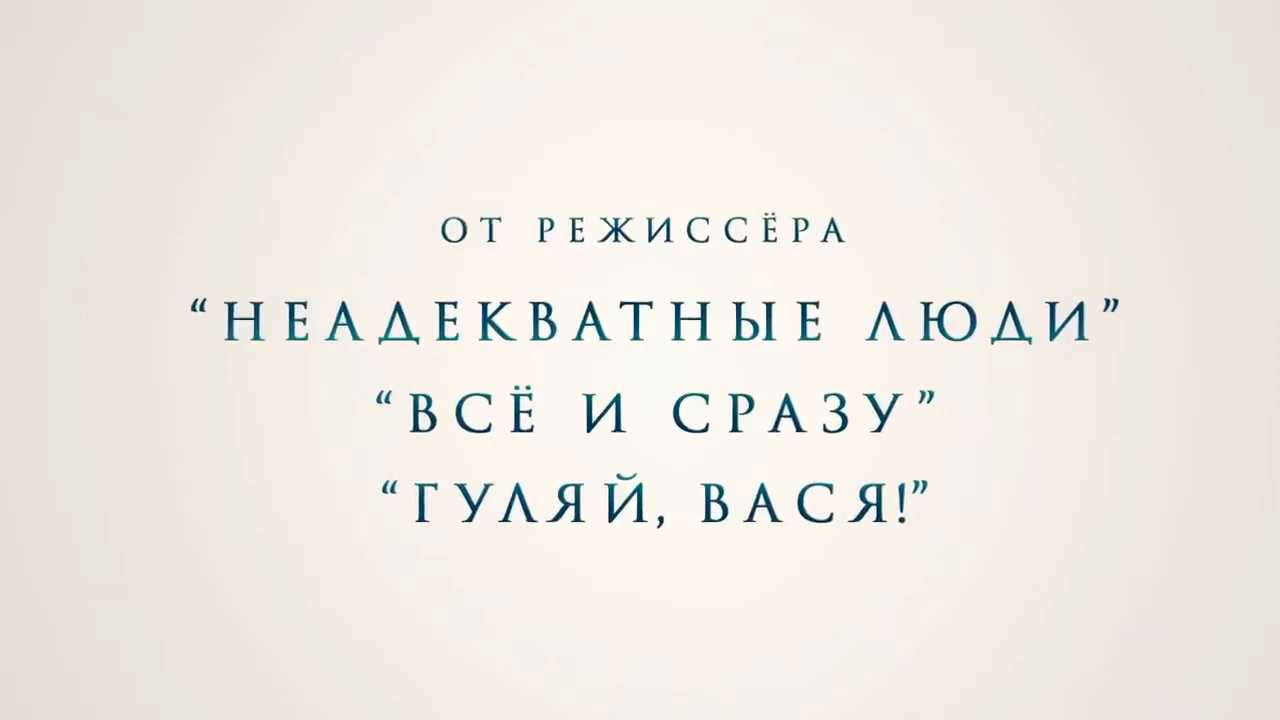 ОТ РЕЖИССЁРА
“НЕАДЕКВАТНЫЕ ЛЮДИ”
“ВСЁ И СРАЗУ”
“ГУЛЯЙ, ВАСЯ!”